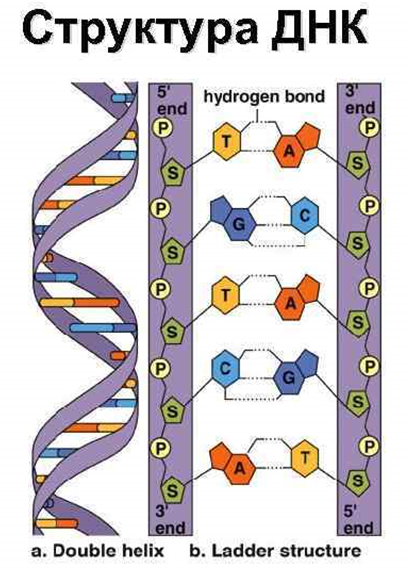 Структура ДНК
5'
end
hydrogen bond
3'
end
P
T
A
P
S
S
P
G
C
P
S
S
P
T
A
P
S
S
P
C
G
P
S
S
P
A
T
P
S
S
3'
end
5'
end
a. Double helix
b. Ladder structure